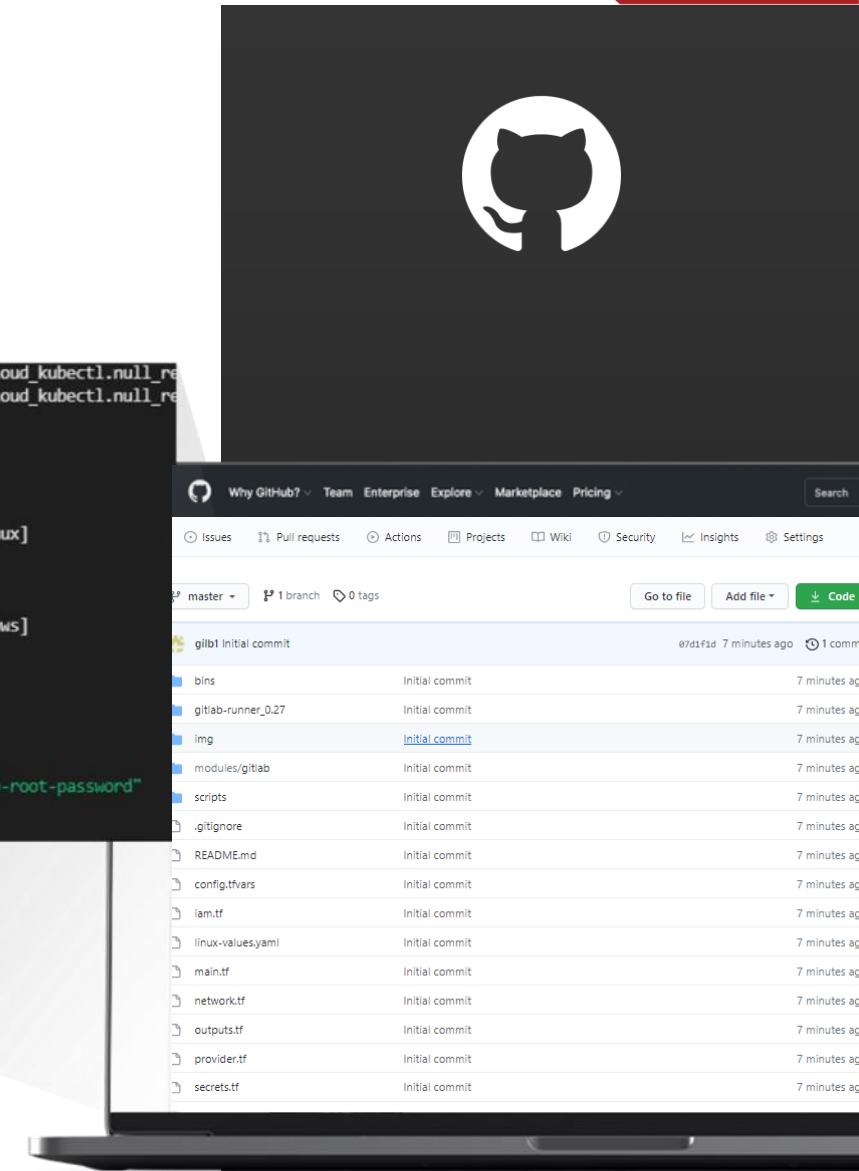 oud_kubectl.null_re
oud_kubectl.null_re
ux]
ws]
-root-password"
Why GitHub? Team Enterprise Explore Marketplace Pricing Search
Issues Pull requests Actions Projects Wiki Security Insights Settings
master 1 branch 0 tags Go to file Add file Code
gilb1 Initial commit 07d1f1d 7 minutes ago 1 comm
bins Initial commit 7 minutes ag
gitlab-runner_0.27 Initial commit 7 minutes ag
img Initial commit 7 minutes ag
modules/gitlab Initial commit 7 minutes ag
scripts Initial commit 7 minutes ag
.gitignore Initial commit 7 minutes ag
README.md Initial commit 7 minutes ag
config.tfvars Initial commit 7 minutes ag
iam.tf Initial commit 7 minutes ag
linux-values.yaml Initial commit 7 minutes ag
main.tf Initial commit 7 minutes ag
network.tf Initial commit 7 minutes ag
outputs.tf Initial commit 7 minutes ag
provider.tf Initial commit 7 minutes ag
secrets.tf Initial commit 7 minutes ag